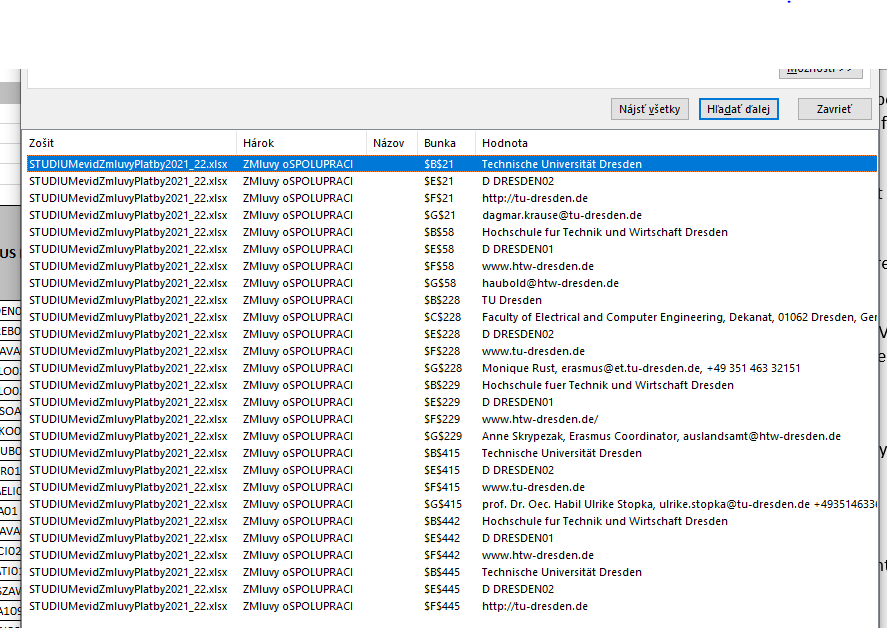 Možnosti >>
Nájsť všetky Hľadať ďalej Zavrieť
Zošit Hárok Názov Bunka Hodnota
STUDIUMevidZmluvyPlatby2021_22.xlsx ZMluvy oSPOLUPRACI $B$21 Technische Universität Dresden
STUDIUMevidZmluvyPlatby2021_22.xlsx ZMluvy oSPOLUPRACI $E$21 D DRESDEN02
STUDIUMevidZmluvyPlatby2021_22.xlsx ZMluvy oSPOLUPRACI $F$21 http://tu-dresden.de
STUDIUMevidZmluvyPlatby2021_22.xlsx ZMluvy oSPOLUPRACI $G$21 dagmar.krause@tu-dresden.de
STUDIUMevidZmluvyPlatby2021_22.xlsx ZMluvy oSPOLUPRACI $B$58 Hochschule fur Technik und Wirtschaft Dresden
STUDIUMevidZmluvyPlatby2021_22.xlsx ZMluvy oSPOLUPRACI $E$58 D DRESDEN01
STUDIUMevidZmluvyPlatby2021_22.xlsx ZMluvy oSPOLUPRACI $F$58 www.htw-dresden.de
STUDIUMevidZmluvyPlatby2021_22.xlsx ZMluvy oSPOLUPRACI $G$58 haubold@htw-dresden.de
STUDIUMevidZmluvyPlatby2021_22.xlsx ZMluvy oSPOLUPRACI $B$228 TU Dresden
STUDIUMevidZmluvyPlatby2021_22.xlsx ZMluvy oSPOLUPRACI $C$228 Faculty of Electrical and Computer Engineering, Dekanat, 01062 Dresden, Ger
STUDIUMevidZmluvyPlatby2021_22.xlsx ZMluvy oSPOLUPRACI $E$228 D DRESDEN02
STUDIUMevidZmluvyPlatby2021_22.xlsx ZMluvy oSPOLUPRACI $F$228 www.tu-dresden.de
STUDIUMevidZmluvyPlatby2021_22.xlsx ZMluvy oSPOLUPRACI $G$228 Monique Rust, erasmus@et.tu-dresden.de, +49 351 463 32151
STUDIUMevidZmluvyPlatby2021_22.xlsx ZMluvy oSPOLUPRACI $B$229 Hochschule fuer Technik und Wirtschaft Dresden
STUDIUMevidZmluvyPlatby2021_22.xlsx ZMluvy oSPOLUPRACI $E$229 D DRESDEN01
STUDIUMevidZmluvyPlatby2021_22.xlsx ZMluvy oSPOLUPRACI $F$229 www.htw-dresden.de/
STUDIUMevidZmluvyPlatby2021_22.xlsx ZMluvy oSPOLUPRACI $G$229 Anne Skrypezak, Erasmus Coordinator, auslandsamt@htw-dresden.de
STUDIUMevidZmluvyPlatby2021_22.xlsx ZMluvy oSPOLUPRACI $B$415 Technische Universität Dresden
STUDIUMevidZmluvyPlatby2021_22.xlsx ZMluvy oSPOLUPRACI $E$415 D DRESDEN02
STUDIUMevidZmluvyPlatby2021_22.xlsx ZMluvy oSPOLUPRACI $F$415 www.tu-dresden.de
STUDIUMevidZmluvyPlatby2021_22.xlsx ZMluvy oSPOLUPRACI $G$415 prof. Dr. Oec. Habil Ulrike Stopka, ulrike.stopka@tu-dresden.de +4935146336
STUDIUMevidZmluvyPlatby2021_22.xlsx ZMluvy oSPOLUPRACI $B$442 Hochschule fur Technik und Wirtschaft Dresden
STUDIUMevidZmluvyPlatby2021_22.xlsx ZMluvy oSPOLUPRACI $E$442 D DRESDEN01
STUDIUMevidZmluvyPlatby2021_22.xlsx ZMluvy oSPOLUPRACI $F$442 www.htw-dresden.de
STUDIUMevidZmluvyPlatby2021_22.xlsx ZMluvy oSPOLUPRACI $B$445 Technische Universität Dresden
STUDIUMevidZmluvyPlatby2021_22.xlsx ZMluvy oSPOLUPRACI $E$445 D DRESDEN02
STUDIUMevidZmluvyPlatby2021_22.xlsx ZMluvy oSPOLUPRACI $F$445 http://tu-dresden.de